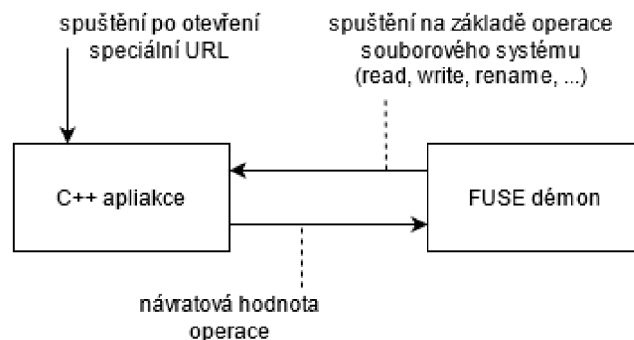 spuštění po otevření
speciální URL
spuštění na základě operace
souborového systému
(read, write, rename, ...)
C++ apliakce
FUSE démon
návratová hodnota
operace